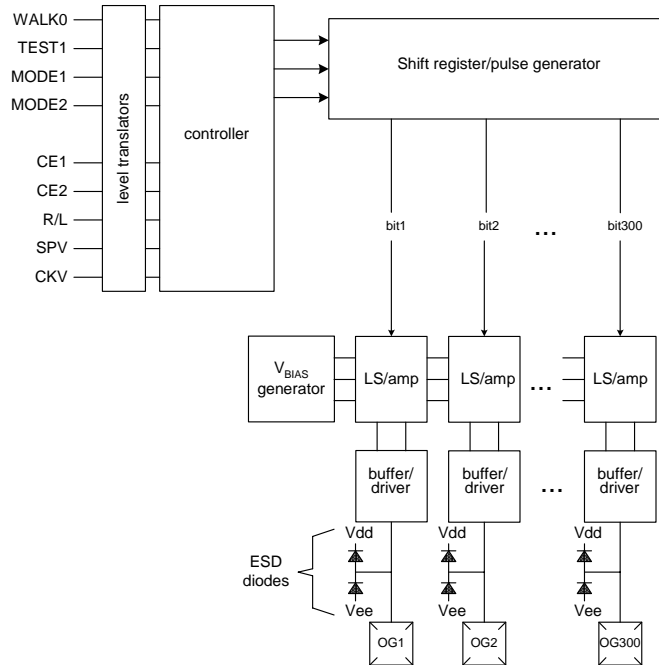 WALK0
TEST1
MODE1
MODE2
CE1
CE2
R/L
SPV
CKV
level translators
controller
Shift register/pulse generator
bit1
bit2
...
bit300
VBIAS
generator
LS/amp
LS/amp
...
LS/amp
buffer/
driver
buffer/
driver
...
buffer/
driver
ESD
diodes
Vdd
Vee
Vdd
Vee
Vdd
Vee
OG1
OG2
OG300